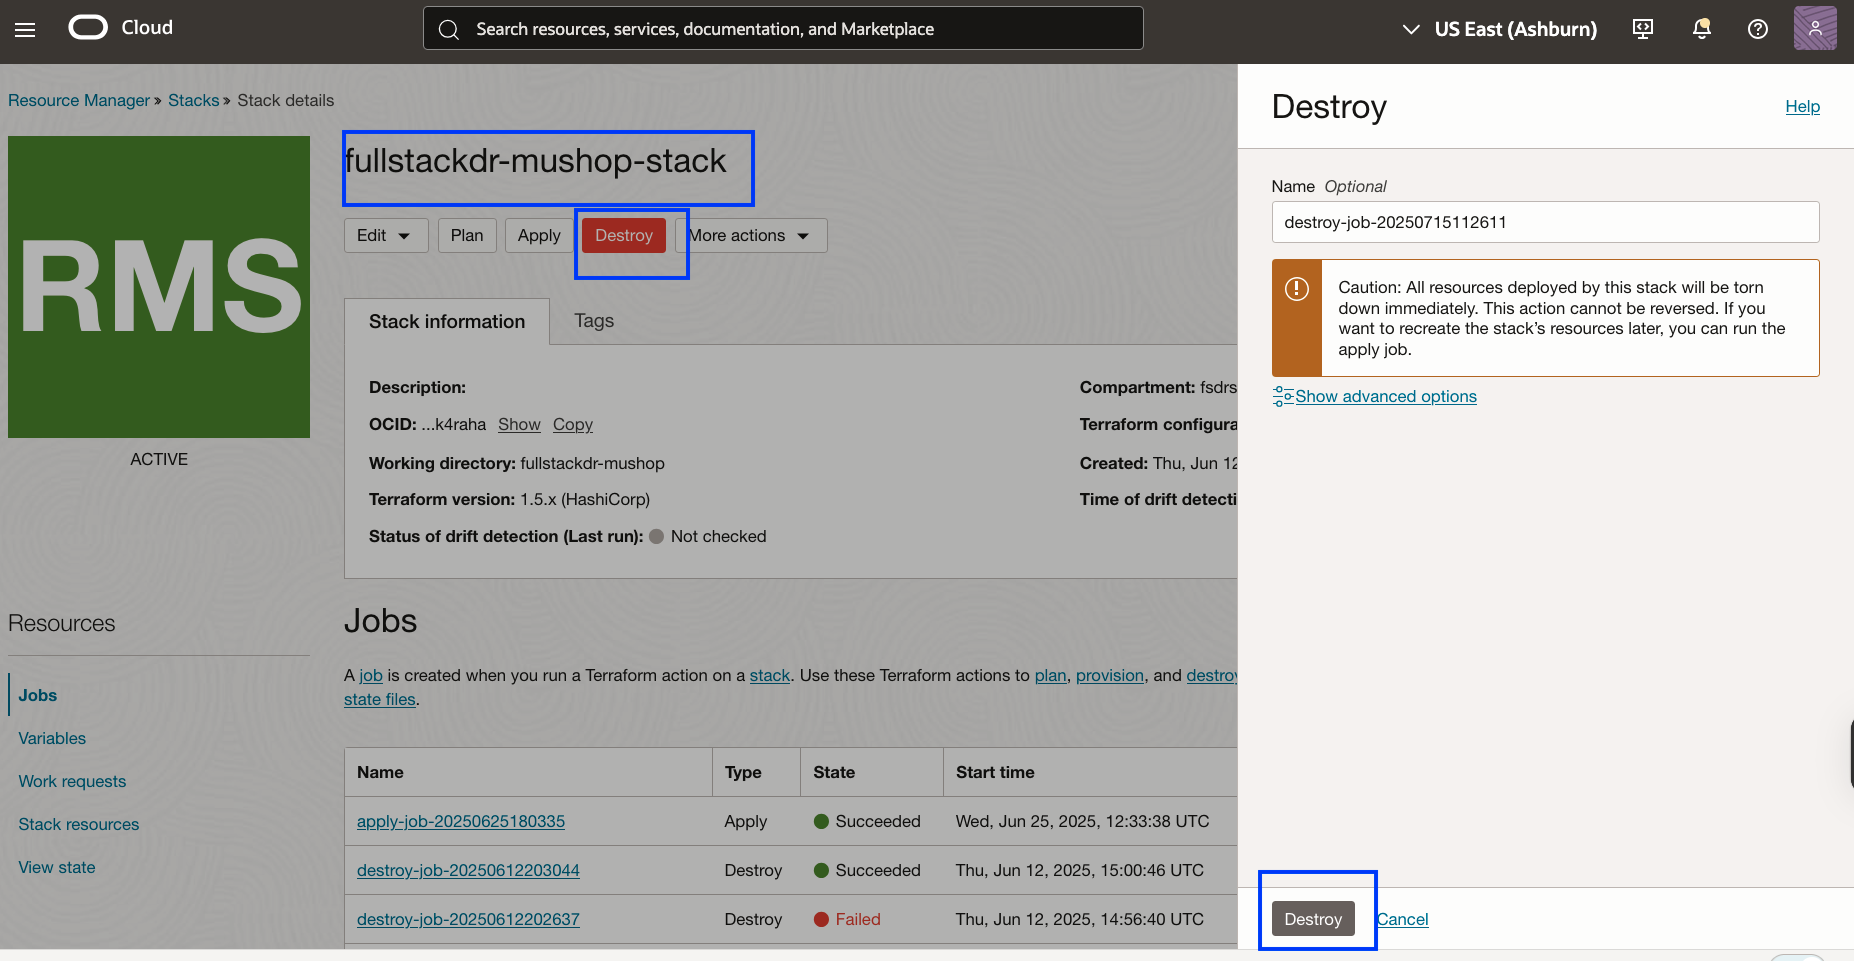 Cloud
Search resources, services, documentation, and Marketplace
US East (Ashburn)
Resource Manager » Stacks » Stack details
RMS
ACTIVE
fullstackdr-mushop-stack
Edit
Plan
Apply
Destroy
More actions
Stack information
Tags
Description:
OCID: ...k4raha Show Copy
Working directory: fullstackdr-mushop
Terraform version: 1.5.x (HashiCorp)
Status of drift detection (Last run): Not checked
Compartment: fsdrs
Terraform configura
Created: Thu, Jun 12
Time of drift detecti
Resources
Jobs
Variables
Work requests
Stack resources
View state
Jobs
A job is created when you run a Terraform action on a stack. Use these Terraform actions to plan, provision, and destroy
state files.
Name Type State Start time
apply-job-20250625180335 Apply Succeeded Wed, Jun 25, 2025, 12:33:38 UTC
destroy-job-20250612203044 Destroy Succeeded Thu, Jun 12, 2025, 15:00:46 UTC
destroy-job-20250612202637 Destroy Failed Thu, Jun 12, 2025, 14:56:40 UTC
Destroy
Help
Name Optional
destroy-job-20250715112611
Caution: All resources deployed by this stack will be torn
down immediately. This action cannot be reversed. If you
want to recreate the stack’s resources later, you can run the
apply job.
Show advanced options
Destroy
Cancel